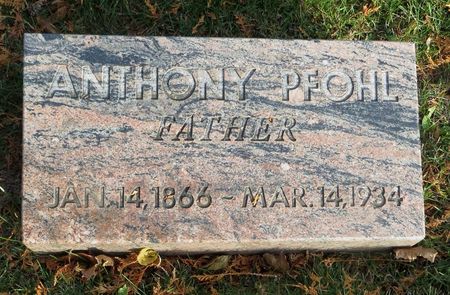 ANTHONY PFOHL
FATHER
JAN. 14, 1866 - MAR. 14, 1934